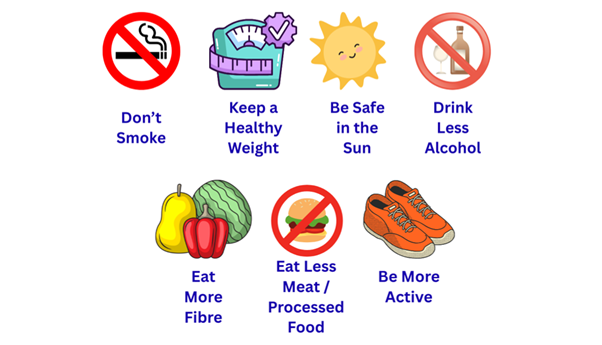 Don’t
Smoke
Keep a
Healthy
Weight
Be Safe
in the
Sun
Drink
Less
Alcohol
Eat
More
Fibre
Eat Less
Meat /
Processed
Food
Be More
Active